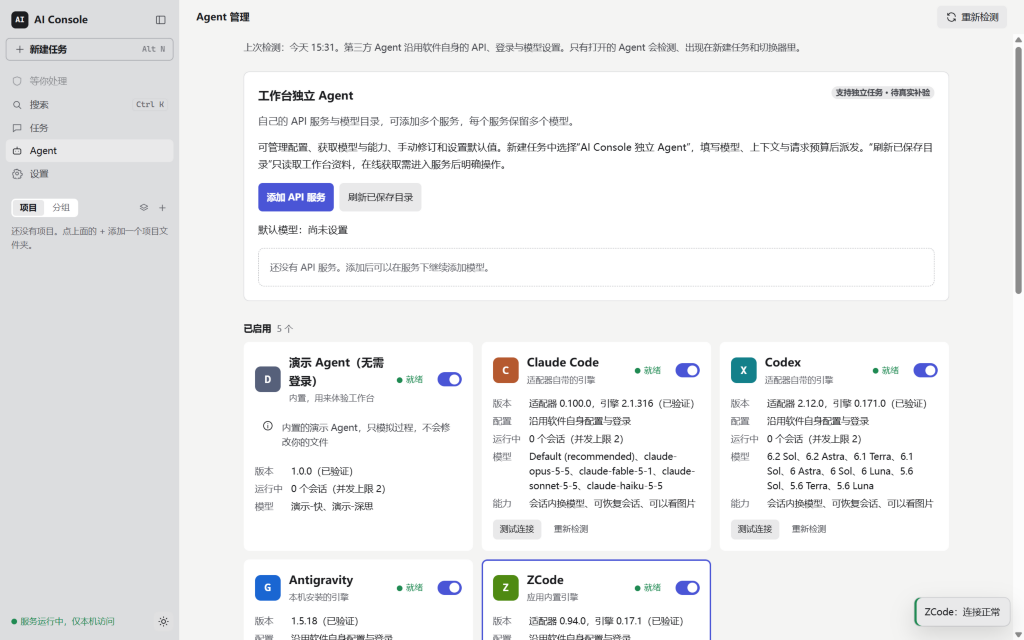 AI AI Console
新建任务 Alt N
等你处理
搜索 Ctrl K
任务
Agent
设置
项目 分组
还没有项目。点上面的 + 添加一个项目文
件夹。
服务运行中，仅本机访问
Agent 管理
重新检测
上次检测：今天 15:31。第三方 Agent 沿用软件自身的 API、登录与模型设置。只有打开的 Agent 会检测、出现在新建任务和切换器里。
工作台独立 Agent
支持独立任务 · 待真实补验
自己的 API 服务与模型目录，可添加多个服务，每个服务保留多个模型。
可管理配置、获取模型与能力、手动修订和设置默认值。新建任务中选择“AI Console 独立 Agent”，填写模型、上下文与请求预算后派发。“刷新已保存目
录”只读取工作台资料，在线获取需进入服务后明确操作。
添加 API 服务 刷新已保存目录
默认模型：尚未设置
还没有 API 服务。添加后可以在服务下继续添加模型。
已启用 5 个
D
演示 Agent（无需
登录）
内置，用来体验工作台
就绪
内置的演示 Agent，只模拟过程，不会修
改你的文件
版本 1.0.0（已验证）
运行中 0 个会话（并发上限 2）
模型 演示-快、演示-深思
C
Claude Code
适配器自带的引擎
就绪
版本 适配器 0.100.0，引擎 2.1.316（已验证）
配置 沿用软件自身配置与登录
运行中 0 个会话（并发上限 2）
模型 Default (recommended)、claude-
opus-5-5、claude-fable-5-1、claude-
sonnet-5-5、claude-haiku-5-5
能力 会话内换模型、可恢复会话、可以看图片
测试连接 重新检测
X
Codex
适配器自带的引擎
就绪
版本 适配器 2.12.0，引擎 0.171.0（已验证）
配置 沿用软件自身配置与登录
运行中 0 个会话（并发上限 2）
模型 6.2 Sol、6.2 Astra、6.1 Terra、6.1
Sol、6 Astra、6 Sol、6 Luna、5.6
Sol、5.6 Terra、5.6 Luna
能力 会话内换模型、可恢复会话、可以看图片
测试连接 重新检测
G
Antigravity
本机安装的引擎
就绪
版本 1.5.18（已验证）
配置 沿用软件自身配置与登录
Z
ZCode
应用内置引擎
就绪
版本 适配器 0.94.0，引擎 0.17.1（已验证）
配置 沿用软件自身配置与登录
ZCode：连接正常